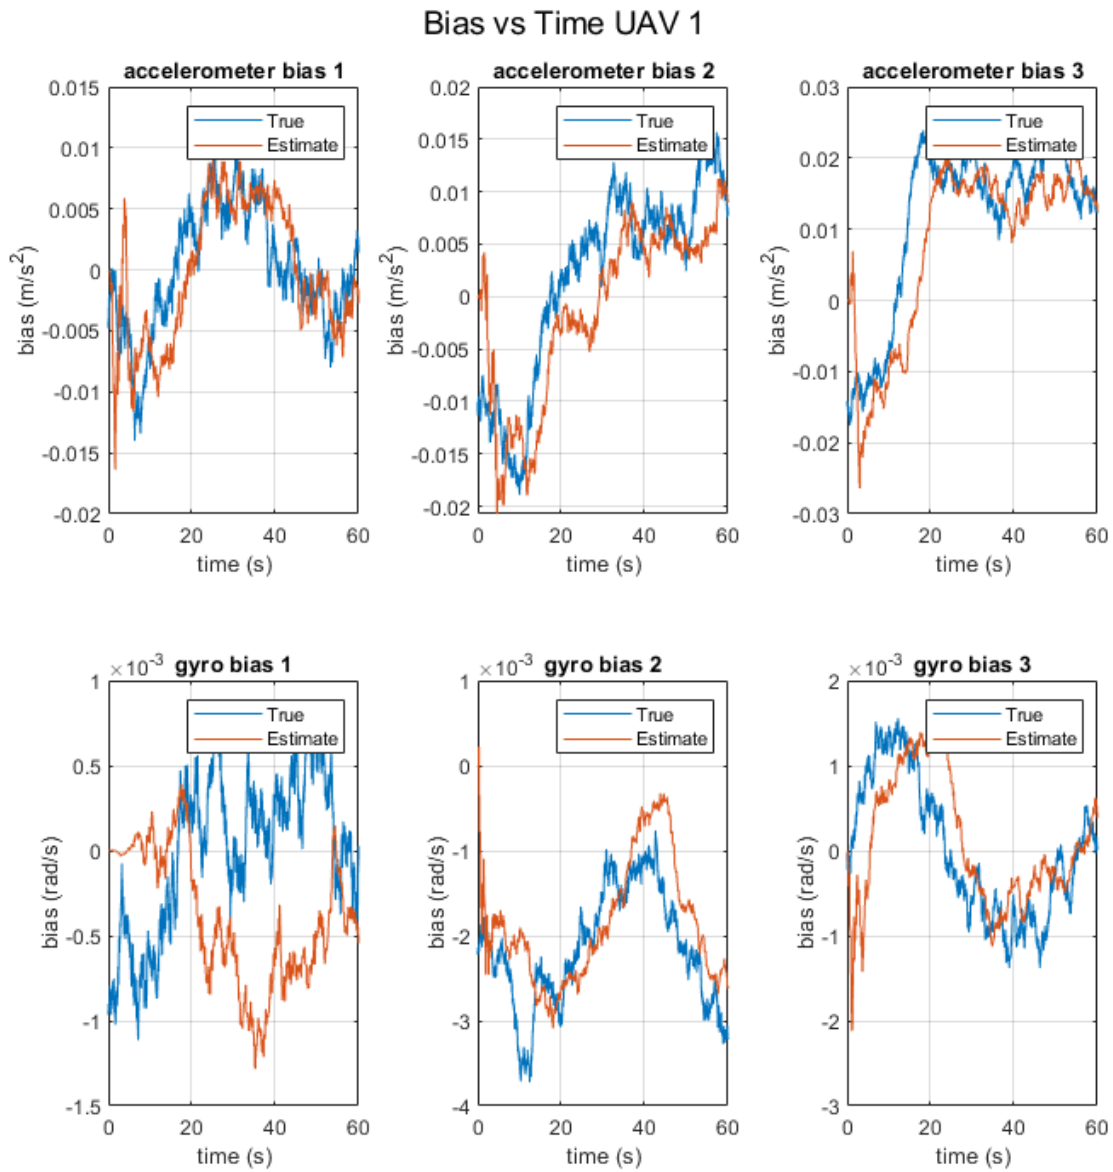 Bias vs Time UAV 1
accelerometer bias 1
0.015
0.01
0.005
0
-0.005
-0.01
-0.015
-0.02
bias (m/s²)
True
Estimate
0 20 40 60
time (s)
accelerometer bias 2
0.02
0.015
0.01
0.005
0
-0.005
-0.01
-0.015
-0.02
bias (m/s²)
True
Estimate
0 20 40 60
time (s)
accelerometer bias 3
0.03
0.02
0.01
0
-0.01
-0.02
-0.03
bias (m/s²)
True
Estimate
0 20 40 60
time (s)
×10⁻³ gyro bias 1
1
0.5
0
-0.5
-1
-1.5
bias (rad/s)
True
Estimate
0 20 40 60
time (s)
×10⁻³ gyro bias 2
1
0
-1
-2
-3
-4
bias (rad/s)
True
Estimate
0 20 40 60
time (s)
×10⁻³ gyro bias 3
2
1
0
-1
-2
-3
bias (rad/s)
True
Estimate
0 20 40 60
time (s)